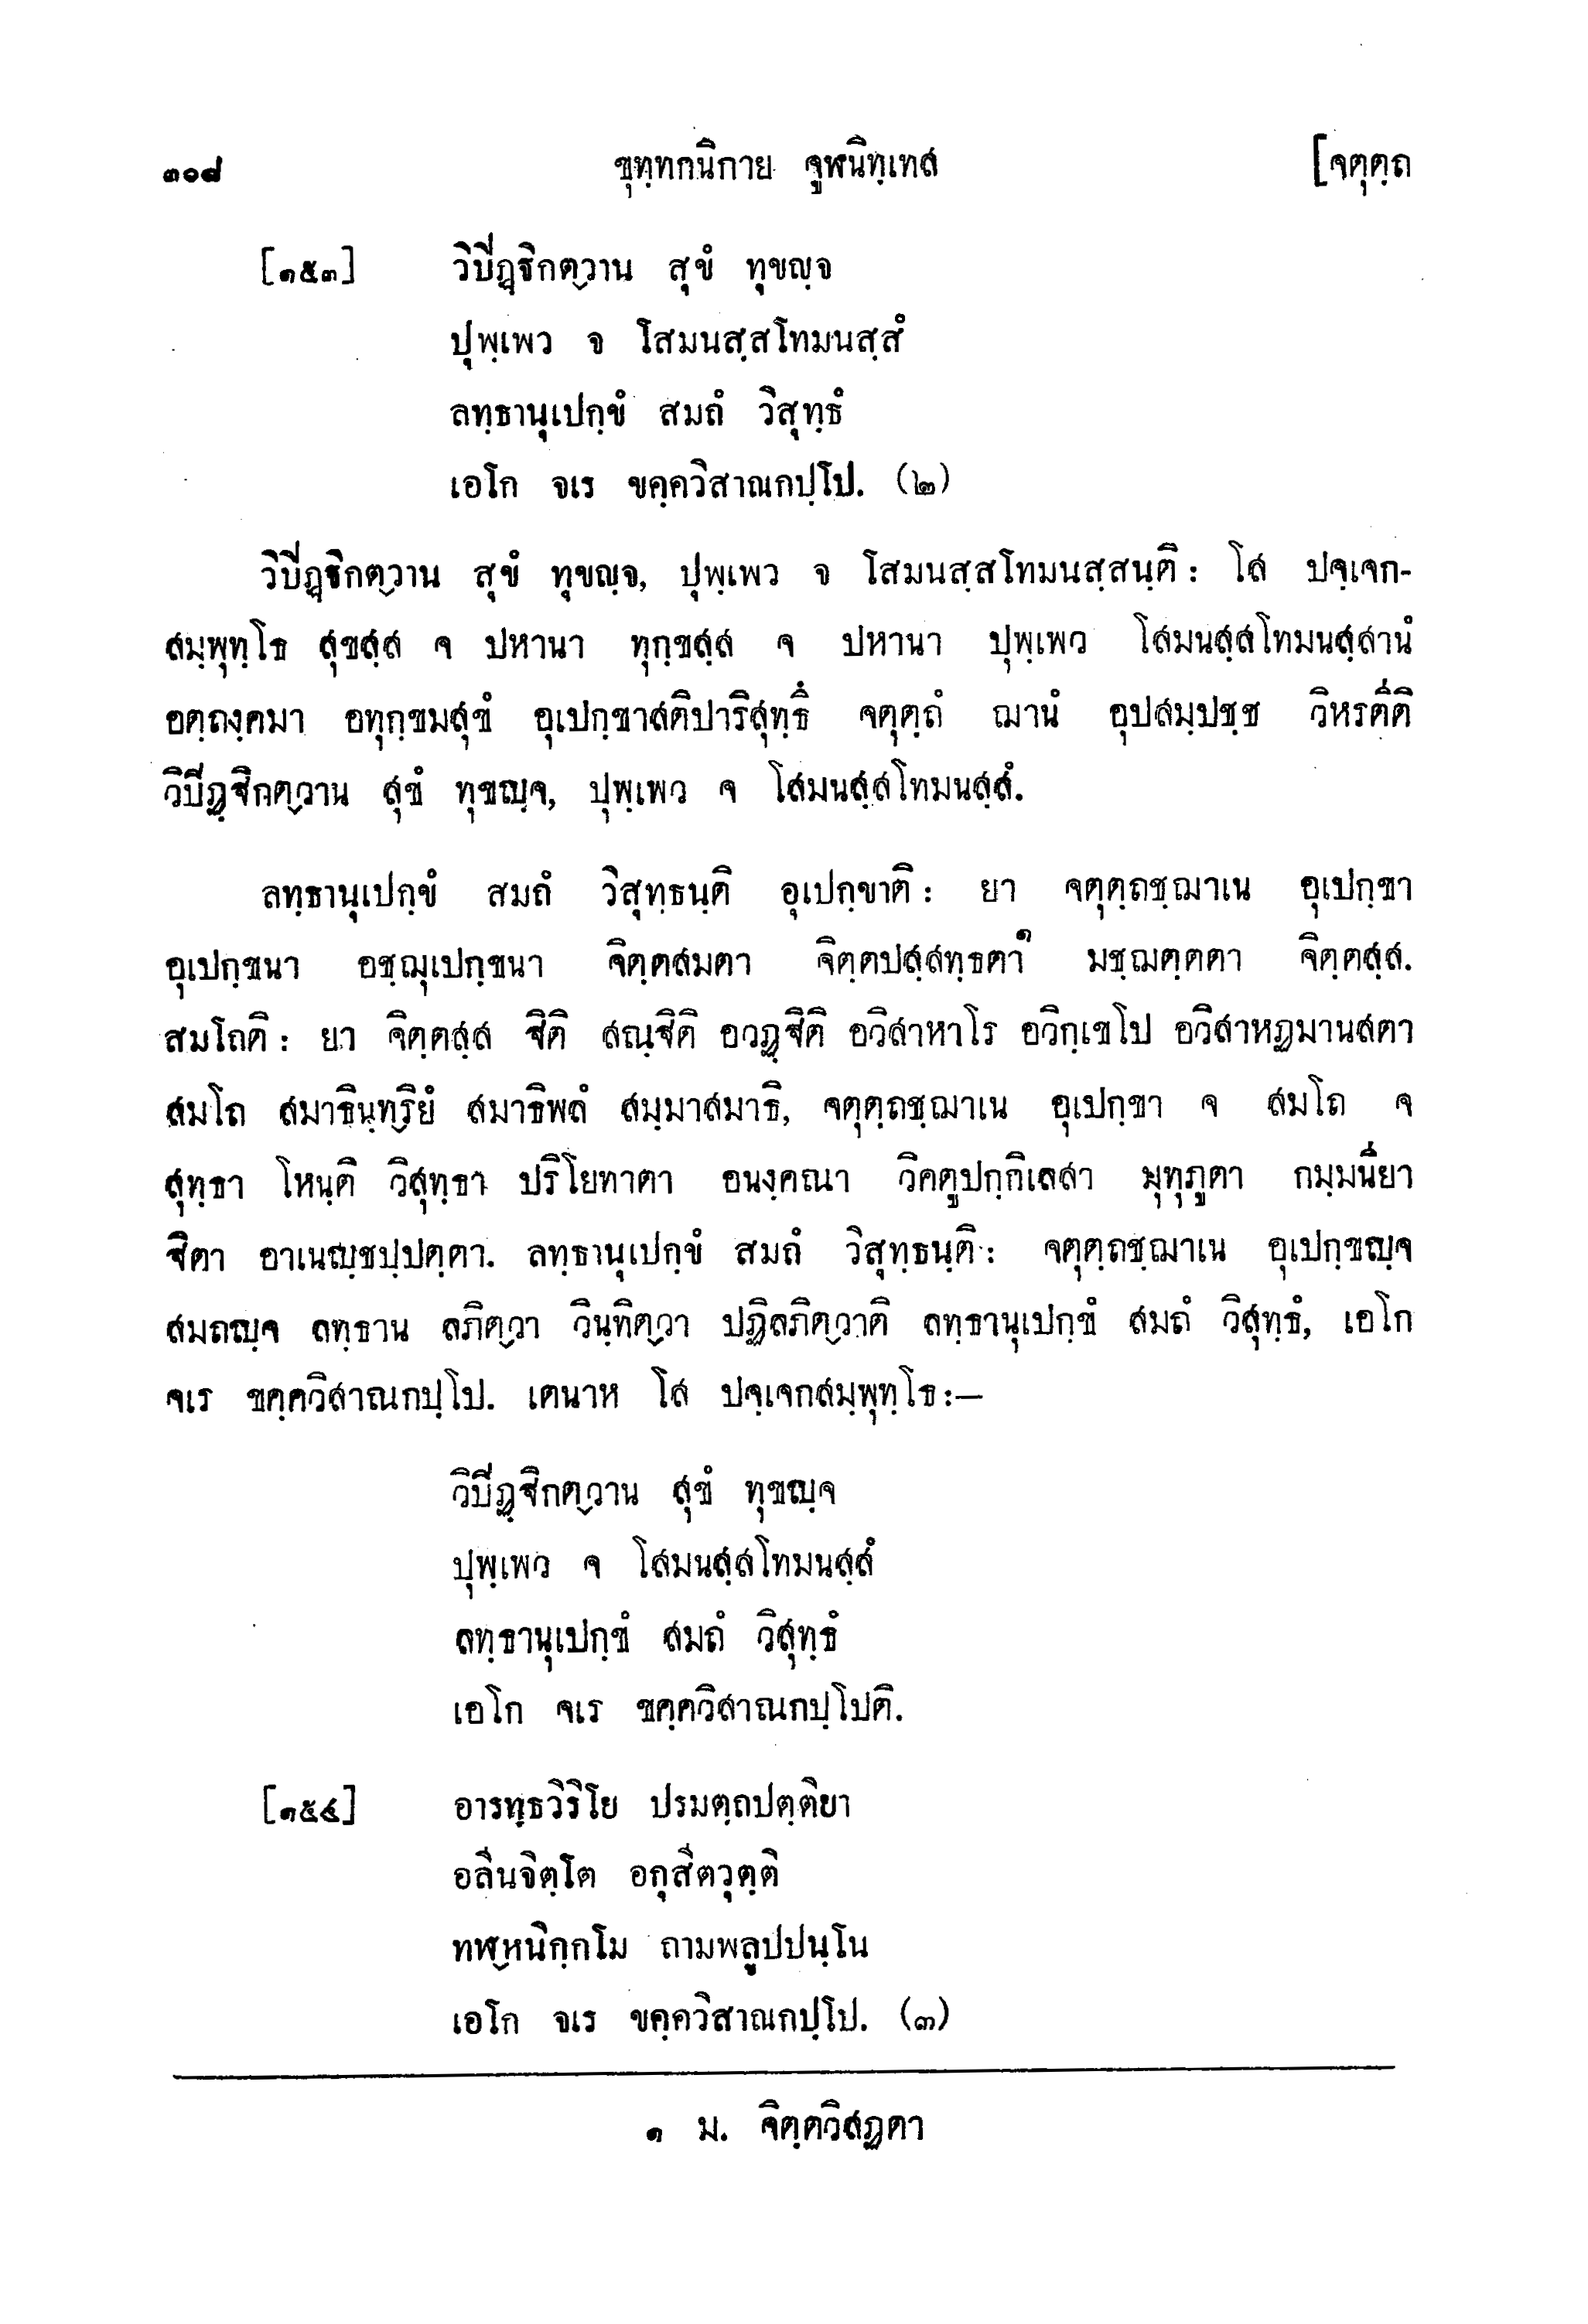 ๓๑๘ ขุทฺทกนิกาย จูฬนิทฺเทส [จตุตฺถ
[๑๕๓] วิปีฏฺฐิกตฺวาน สุขํ ทุขญฺจ
ปุพฺเพว จ โสมนสฺสโทมนสฺสํ
ลทฺธานุเปกฺขํ สมถํ วิสุทฺธํ
เอโก จเร ขคฺควิสาณกปฺโป. (๒)
วิปีฏฺฐิกตฺวาน สุขํ ทุขญฺจ, ปุพฺเพว จ โสมนสฺสโทมนสฺสนฺติ: โส ปจฺเจก-
สมฺพุทฺโธ สุขสฺส จ ปหานา ทุกฺขสฺส จ ปหานา ปุพฺเพว โสมนสฺสโทมนสฺสานํ
อตฺถงฺคมา อทุกฺขมสุขํ อุเปกฺขาสติปาริสุทฺธึ จตุตฺถํ ฌานํ อุปสมฺปชฺช วิหรตีติ
วิปีฏฺฐิกตฺวาน สุขํ ทุขญฺจ, ปุพฺเพว จ โสมนสฺสโทมนสฺสํ.
ลทฺธานุเปกฺขํ สมถํ วิสุทฺธนฺติ อุเปกฺขาติ: ยา จตุตฺถชฺฌาเน อุเปกฺขา
อุเปกฺขนา อชฺฌุเปกฺขนา จิตฺตสมตา จิตฺตปสฺสทฺธตา๑ มชฺฌตฺตตา จิตฺตสฺส.
สมโถติ: ยา จิตฺตสฺส ฐิติ สณฺฐิติ อวฏฺฐิติ อวิสาหาโร อวิกฺเขโป อวิสาหฏมานสตา
สมโถ สมาธินฺทฺริยํ สมาธิพลํ สมฺมาสมาธิ, จตุตฺถชฺฌาเน อุเปกฺขา จ สมโถ จ
สุทฺธา โหนฺติ วิสุทฺธา ปริโยทาตา อนงฺคณา วิคตูปกฺกิเลสา มุทุภูตา กมฺมนียา
ฐิตา อาเนญฺชปฺปตฺตา. ลทฺธานุเปกฺขํ สมถํ วิสุทฺธนฺติ: จตุตฺถชฺฌาเน อุเปกฺขญฺจ
สมถญฺจ ลทฺธาน ลภิตฺวา วินฺทิตฺวา ปฏิลภิตฺวาติ ลทฺธานุเปกฺขํ สมถํ วิสุทฺธํ, เอโก
จเร ขคฺควิสาณกปฺโป. เตนาห โส ปจฺเจกสมฺพุทฺโธ:—
วิปีฏฺฐิกตฺวาน สุขํ ทุขญฺจ
ปุพฺเพว จ โสมนสฺสโทมนสฺสํ
ลทฺธานุเปกฺขํ สมถํ วิสุทฺธํ
เอโก จเร ขคฺควิสาณกปฺโปติ.
[๑๕๔] อารทฺธวิริโย ปรมตฺถปตฺติยา
อลีนจิตฺโต อกุสีตวุตฺติ
ทฬฺหนิกฺกโม ถามพลูปปนฺโน
เอโก จเร ขคฺควิสาณกปฺโป. (๓)
๑ ม. จิตฺตวิสฏตา